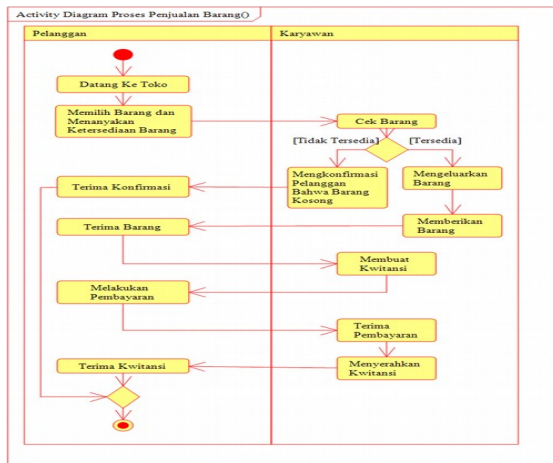 Activity Diagram Proses Penjualan Barang()
Pelanggan
Karyawan
Datang Ke Toko
Memilih Barang dan
Menanyakan
Ketersediaan Barang
Cek Barang
[Tidak Tersedia]
[Tersedia]
Mengkonfirmasi
Pelanggan
Bahwa Barang
Kosong
Mengeluarkan
Barang
Terima Konfirmasi
Memberikan
Barang
Terima Barang
Membuat
Kwitansi
Melakukan
Pembayaran
Terima
Pembayaran
Menyerahkan
Kwitansi
Terima Kwitansi